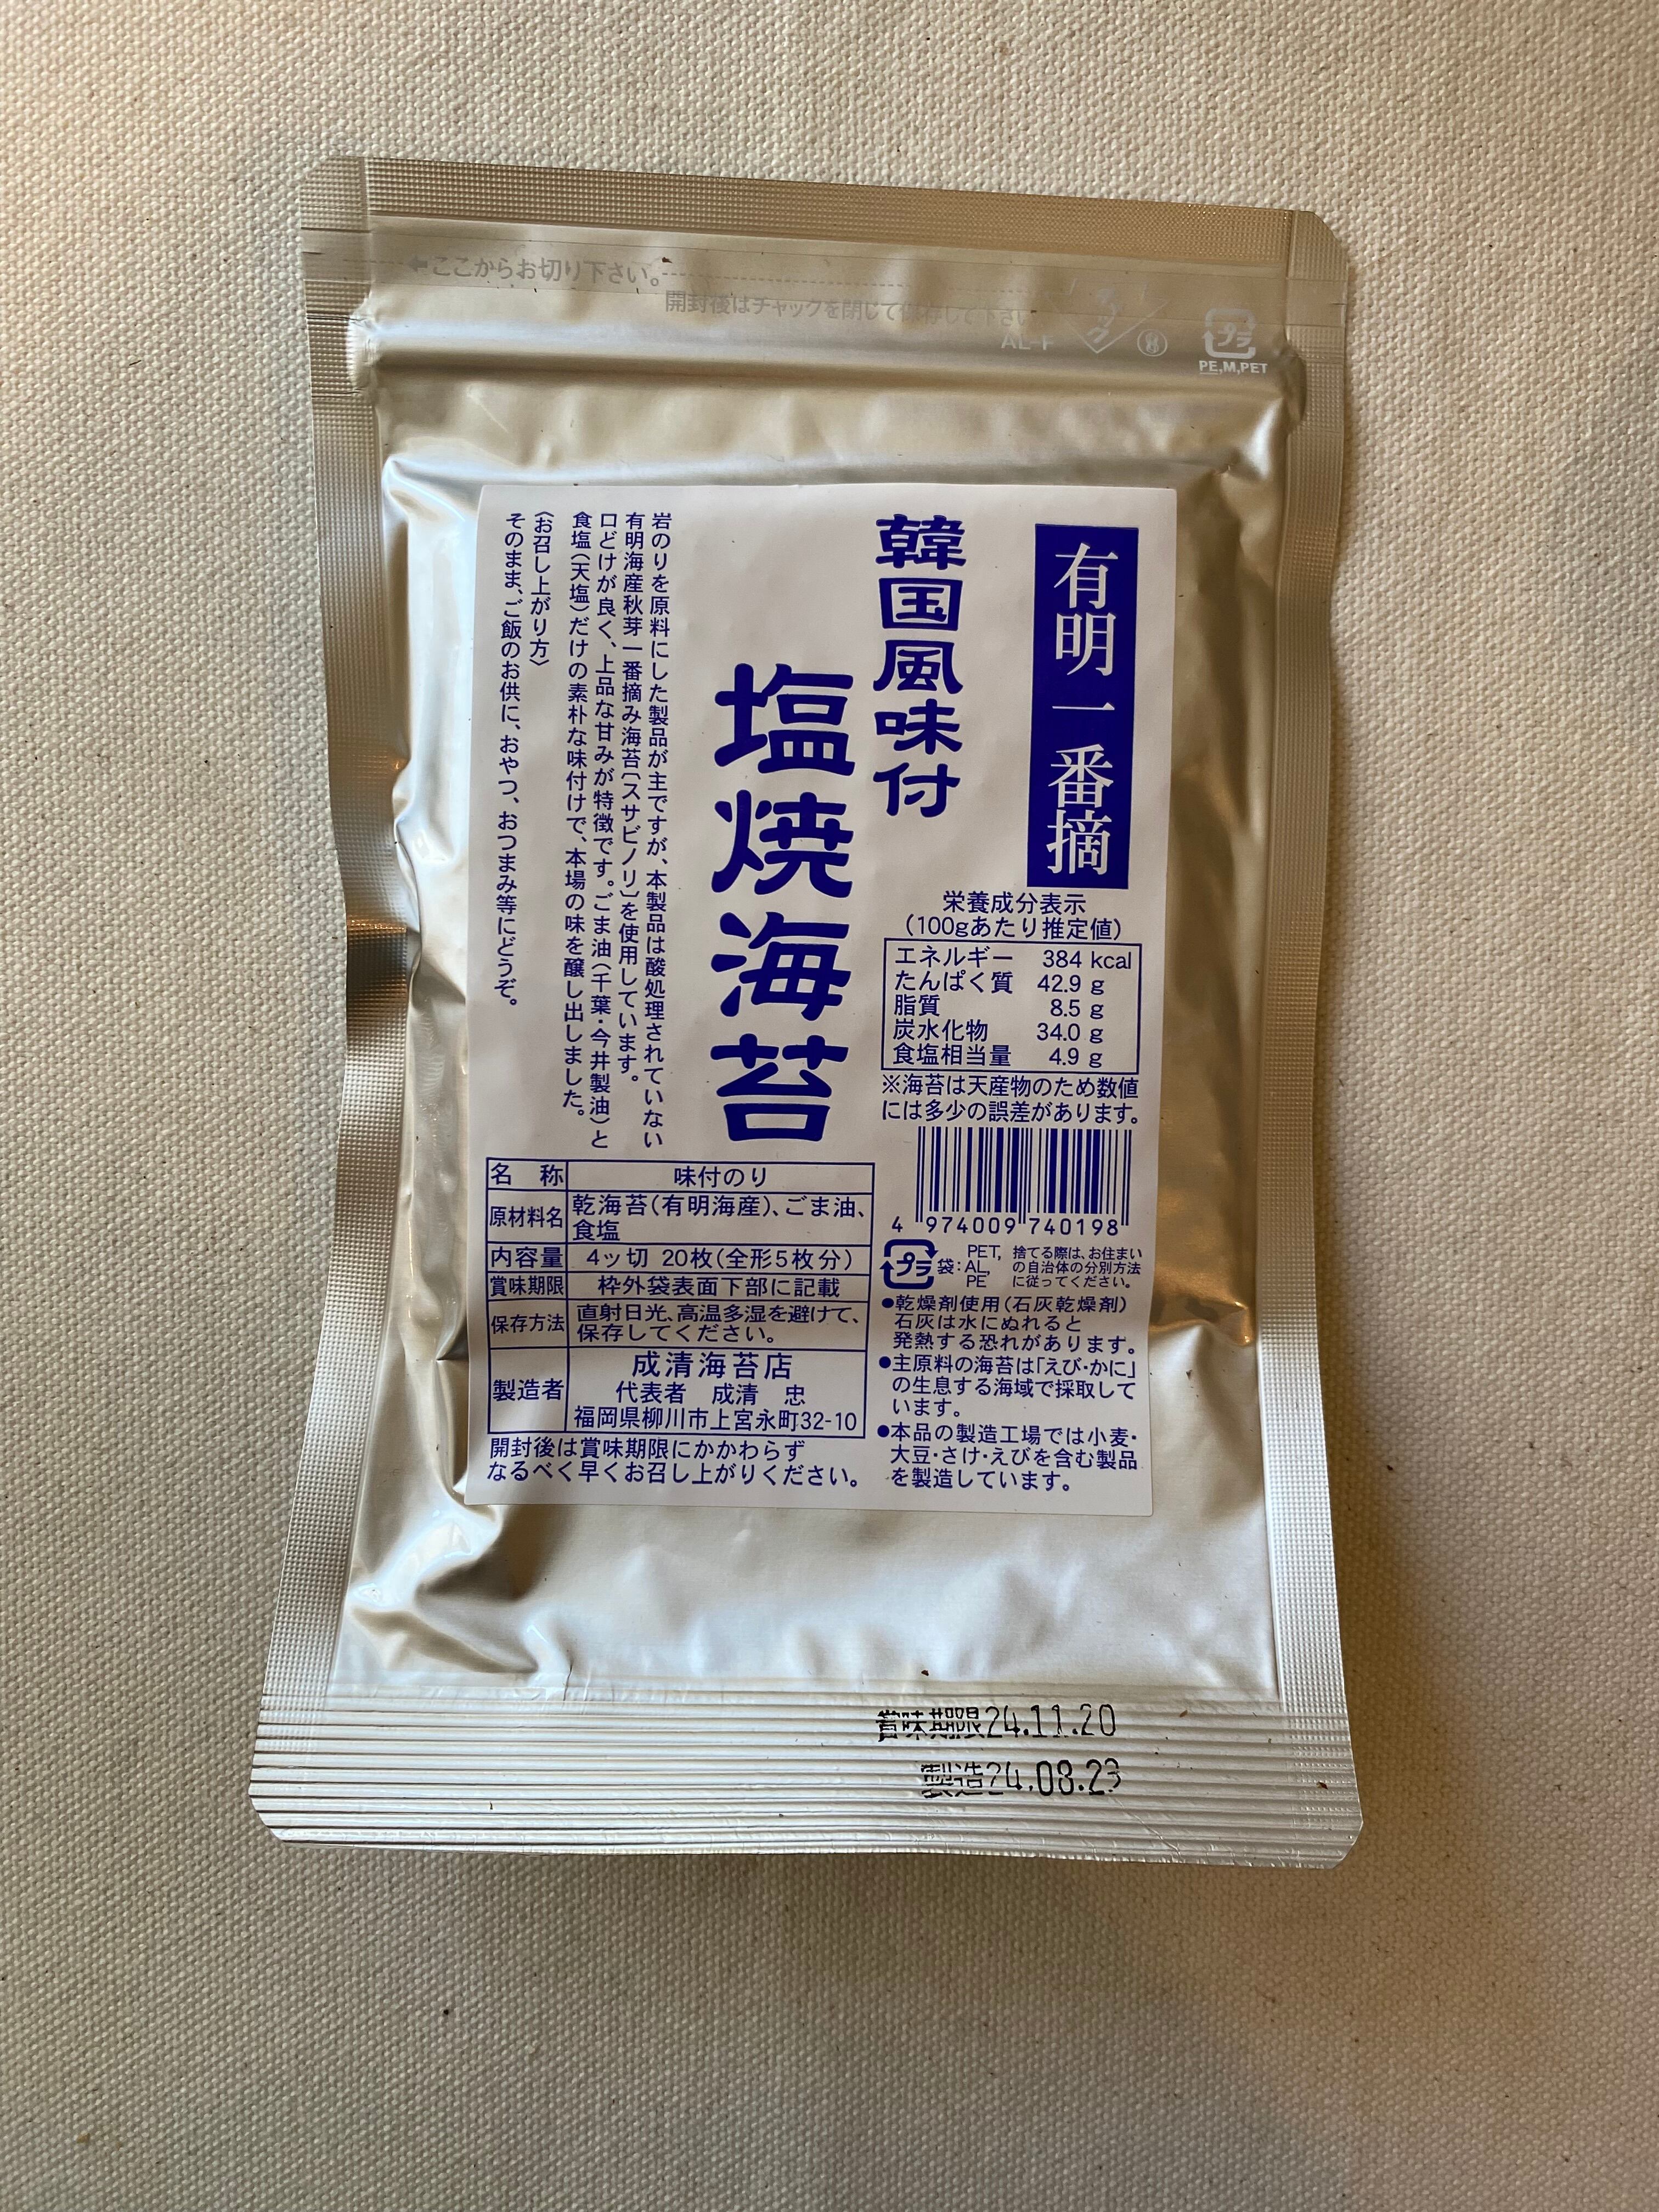 ←ここからお切り下さい。
開封後はチャックを閉じて保存して下さい
AL-F
プラ
PE,M,PET
有明一番摘
韓国風味付
塩焼海苔
岩のりを原料にした製品が主ですが、本製品は酸処理されていない
有明海産秋芽一番摘み海苔〔スサビノリ〕を使用しています。
口どけが良く、上品な甘みが特徴です。ごま油(千葉・今井製油)と
食塩(天塩)だけの素朴な味付けで、本場の味を醸し出しました。
〈お召し上がり方〉
そのまま、ご飯のお供に、おやつ、おつまみ等にどうぞ。
栄養成分表示
(100gあたり推定値)
エネルギー 384 kcal
たんぱく質 42.9 g
脂質 8.5 g
炭水化物 34.0 g
食塩相当量 4.9 g
※海苔は天産物のため数値
には多少の誤差があります。
4 974009 740198
プラ 袋: PET, AL, PE
捨てる際は、お住まい
の自治体の分別方法
に従ってください。
●乾燥剤使用(石灰乾燥剤)
石灰は水にぬれると
発熱する恐れがあります。
●主原料の海苔は「えび・かに」
の生息する海域で採取して
います。
●本品の製造工場では小麦・
大豆・さけ・えびを含む製品
を製造しています。
名 称 味付のり
原材料名 乾海苔(有明海産)、ごま油、
食塩
内容量 4ッ切 20枚(全形5枚分)
賞味期限 枠外袋表面下部に記載
保存方法 直射日光、高温多湿を避けて、
保存してください。
製造者 成清海苔店
代表者 成清 忠
福岡県柳川市上宮永町32-10
開封後は賞味期限にかかわらず
なるべく早くお召し上がりください。
賞味期限24.11.20
製造24.08.23